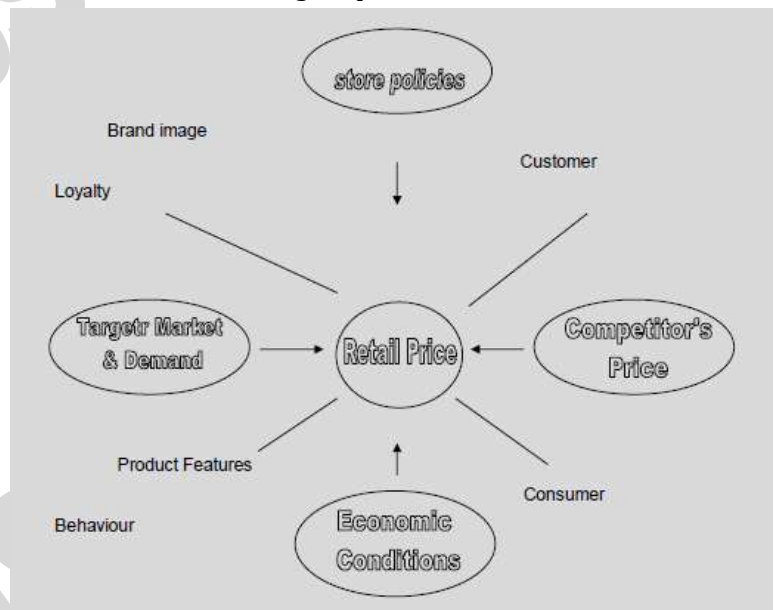 store policies
Brand image
Customer
Loyalty
Targetr Market
& Demand
Retail Price
Competitor's
Price
Product Features
Consumer
Behaviour
Economic
Conditions